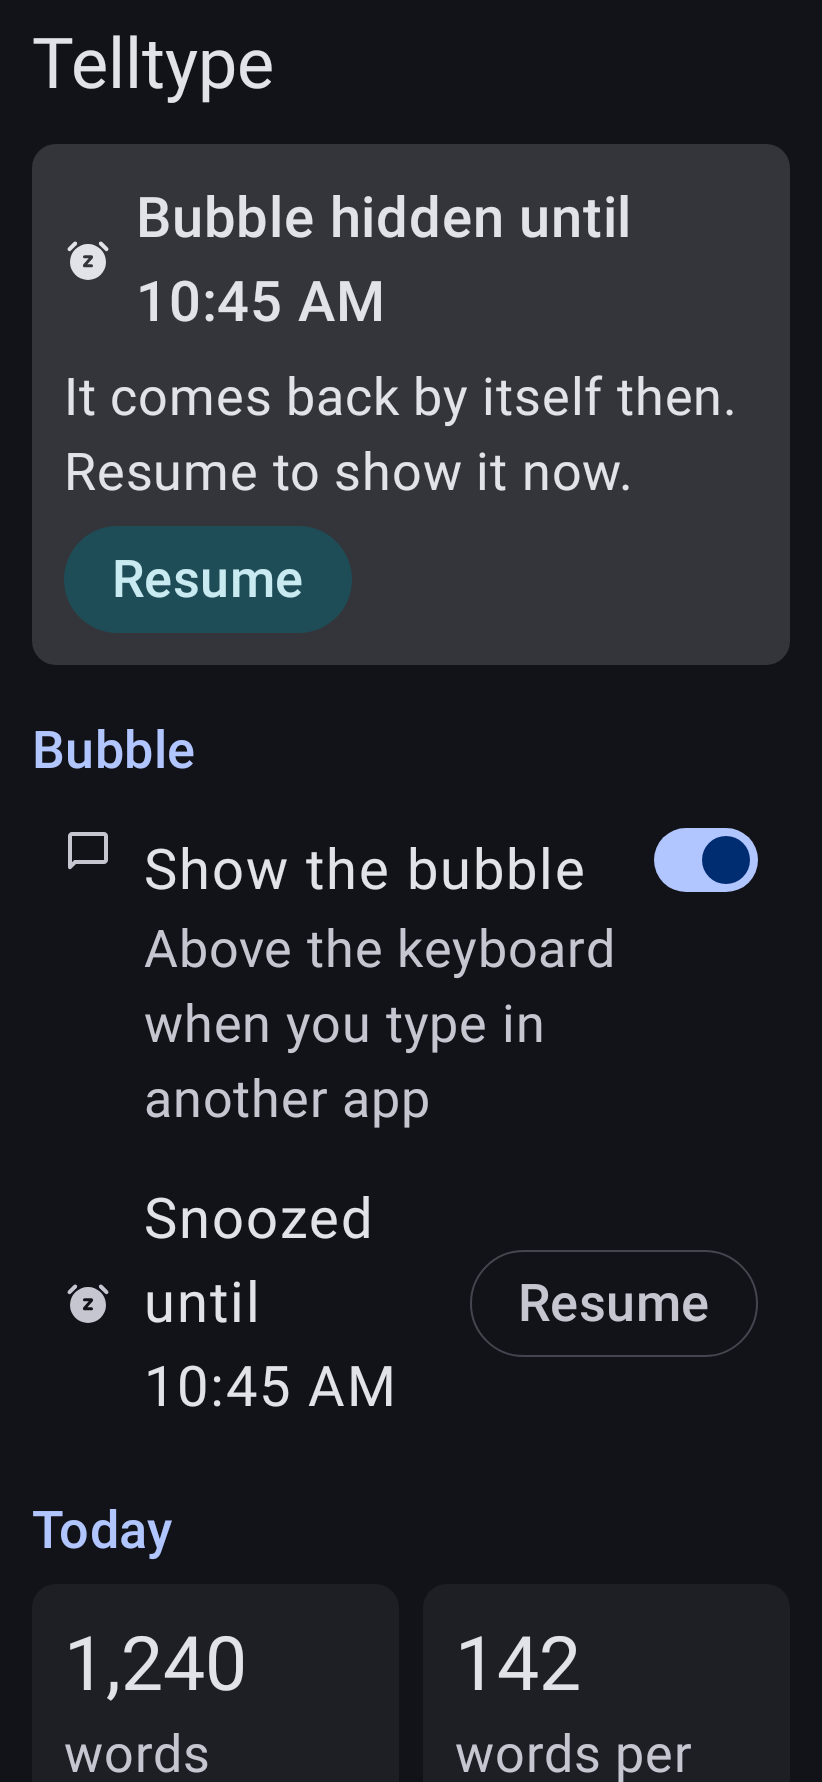 Telltype
Bubble hidden until
10:45 AM
It comes back by itself then.
Resume to show it now.
Resume
Bubble
Show the bubble
Above the keyboard
when you type in
another app
Snoozed
until
10:45 AM
Resume
Today
1,240
words
142
words per